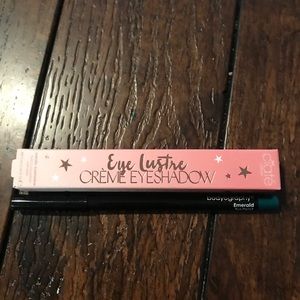 Eye Lustre
CRÈME EYESHADOW
ciaté
bodyography
Emerald